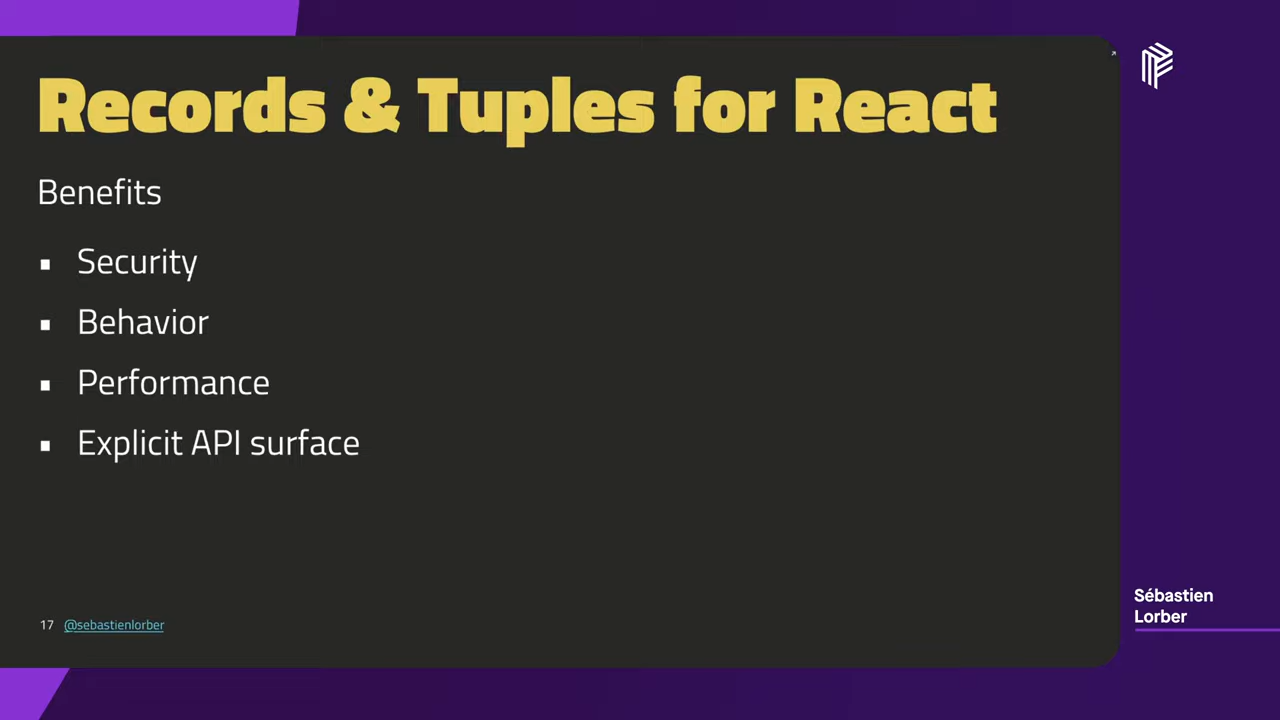 Records & Tuples for React
Benefits
▪ Security
▪ Behavior
▪ Performance
▪ Explicit API surface
17 @sebastienlorber
Sébastien
Lorber